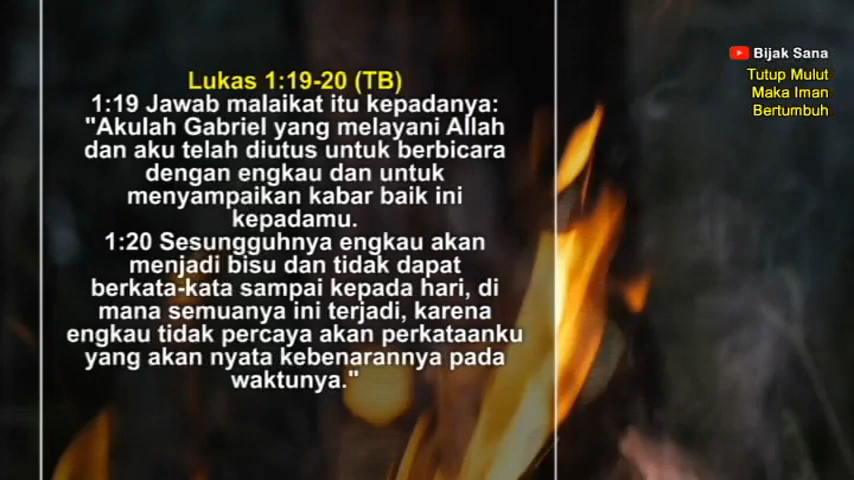 Lukas 1:19-20 (TB)
1:19 Jawab malaikat itu kepadanya:
"Akulah Gabriel yang melayani Allah
dan aku telah diutus untuk berbicara
dengan engkau dan untuk
menyampaikan kabar baik ini
kepadamu.
1:20 Sesungguhnya engkau akan
menjadi bisu dan tidak dapat
berkata-kata sampai kepada hari, di
mana semuanya ini terjadi, karena
engkau tidak percaya akan perkataanku
yang akan nyata kebenarannya pada
waktunya."
Bijak Sana
Tutup Mulut
Maka Iman
Bertumbuh